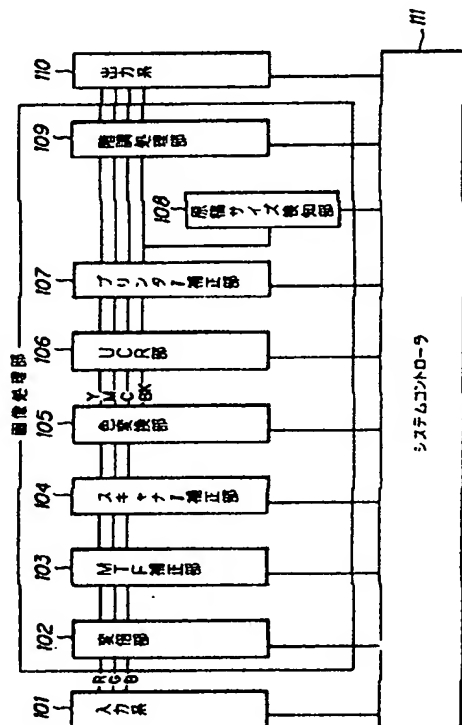 画像処理部
101
入力系
R
G
B
102
変倍部
103
MTF補正部
104
スキャナー補正部
105
色変換部
Y
M
C
BK
106
UCR部
107
プリンター補正部
108
原稿サイズ検知部
109
階調処理部
110
出力系
111
システムコントローラ